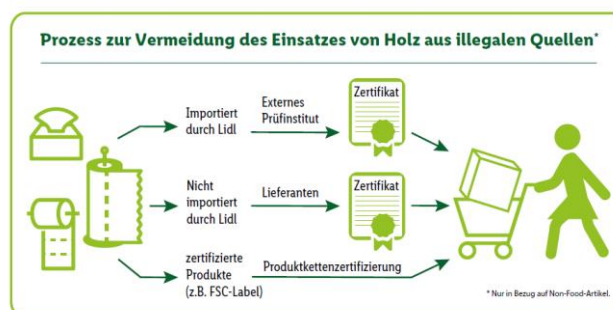 Prozess zur Vermeidung des Einsatzes von Holz aus illegalen Quellen*
Importiert
durch Lidl
Externes
Prüfinstitut
Zertifikat
Nicht
importiert
durch Lidl
Lieferanten
Zertifikat
zertifizierte
Produkte
(z.B. FSC-Label)
Produktkettenzertifizierung
* Nur in Bezug auf Non-Food-Artikel.